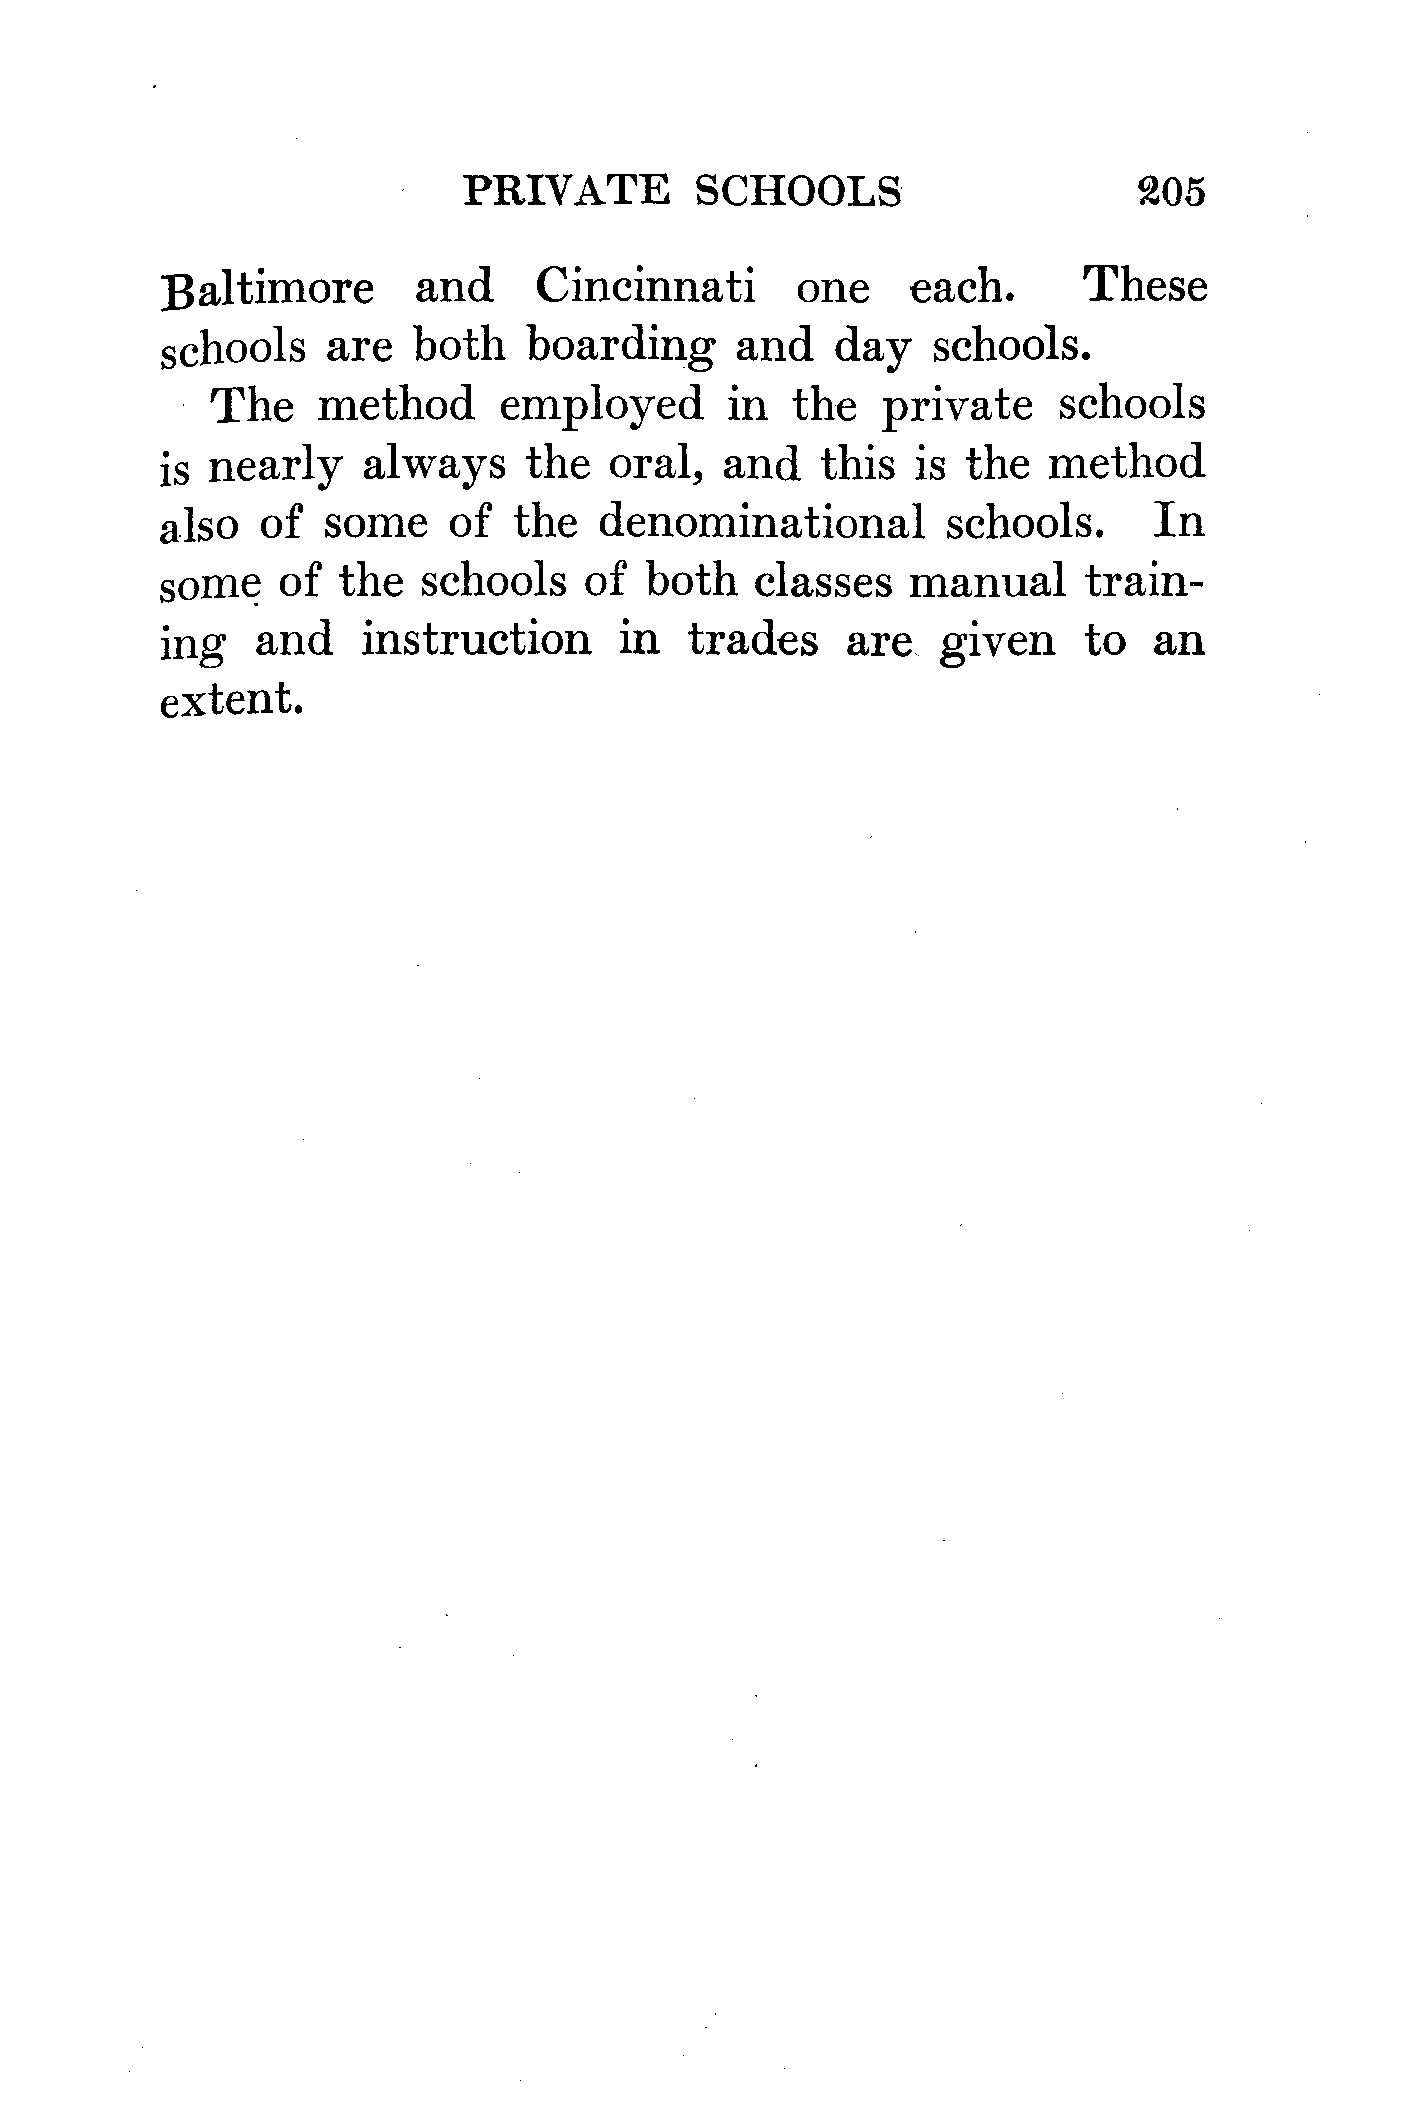 PRIVATE SCHOOLS 205
Baltimore and Cincinnati one each. These
schools are both boarding and day schools.
The method employed in the private schools
is nearly always the oral, and this is the method
also of some of the denominational schools. In
some of the schools of both classes manual train-
ing and instruction in trades are given to an
extent.